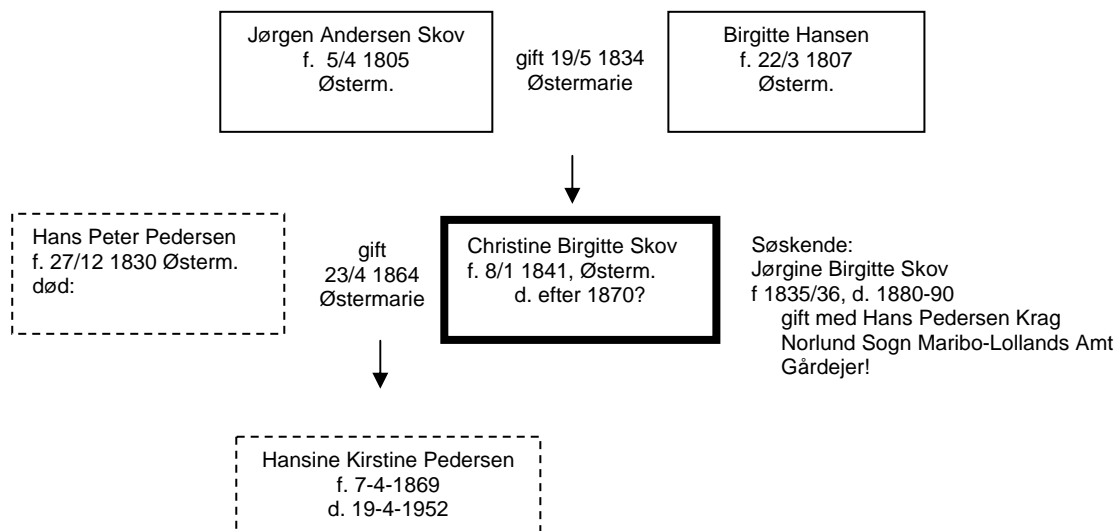 Jørgen Andersen Skov
f. 5/4 1805
Østerm.
gift 19/5 1834
Østermarie
Birgitte Hansen
f. 22/3 1807
Østerm.
Hans Peter Pedersen
f. 27/12 1830 Østerm.
død:
gift
23/4 1864
Østermarie
Christine Birgitte Skov
f. 8/1 1841, Østerm.
d. efter 1870?
Søskende:
Jørgine Birgitte Skov
f 1835/36, d. 1880-90
gift med Hans Pedersen Krag
Norlund Sogn Maribo-Lollands Amt
Gårdejer!
Hansine Kirstine Pedersen
f. 7-4-1869
d. 19-4-1952